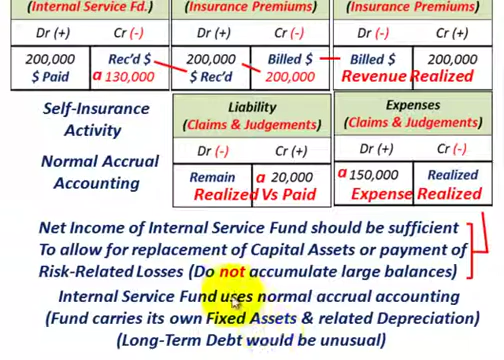 (Internal Service Fd.) (Insurance Premiums) (Insurance Premiums)
Dr (+) Cr (-) Dr (+) Cr (-) Dr (-) Cr (+)
200,000 Rec'd $ 200,000 Billed $ Billed $ 200,000
$ Paid a 130,000 $ Rec'd 200,000 Revenue Realized
Self-Insurance
Activity
Normal Accrual
Accounting
Liability
(Claims & Judgements)
Dr (-) Cr (+)
Remain a 20,000
Realized Vs Paid
Expenses
(Claims & Judgements)
Dr (+) Cr (-)
a 150,000 Realized
Expense Realized
Net Income of Internal Service Fund should be sufficient
To allow for replacement of Capital Assets or payment of
Risk-Related Losses (Do not accumulate large balances)
Internal Service Fund uses normal accrual accounting
(Fund carries its own Fixed Assets & related Depreciation)
(Long-Term Debt would be unusual)